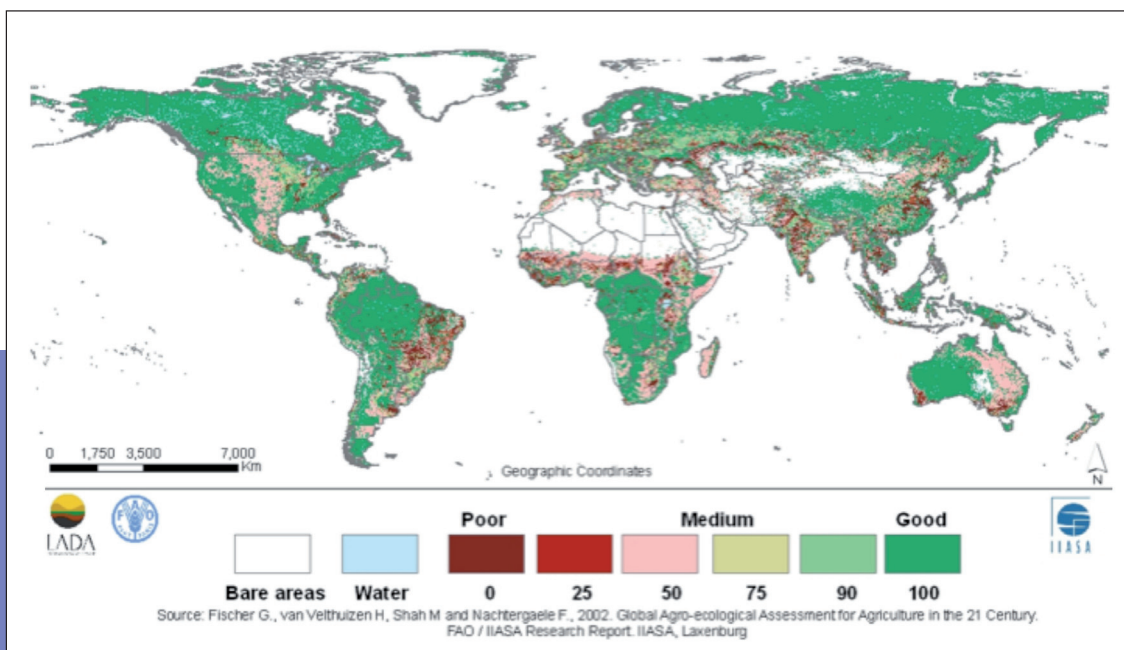 0 1,750 3,500 7,000
Km
Geographic Coordinates
N
LADA
FAO
IIASA
Poor Medium Good
Bare areas Water 0 25 50 75 90 100
Source: Fischer G., van Velthuizen H, Shah M and Nachtergaele F., 2002. Global Agro-ecological Assessment for Agriculture in the 21 Century.
FAO / IIASA Research Report. IIASA, Laxenburg